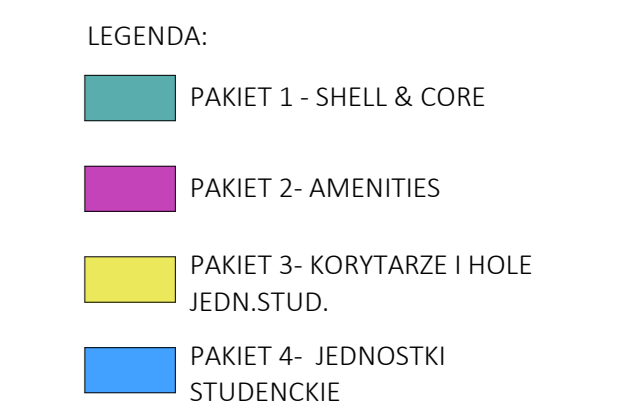 LEGENDA:
PAKIET 1 - SHELL & CORE
PAKIET 2- AMENITIES
PAKIET 3- KORYTARZE I HOLE
JEDN.STUD.
PAKIET 4-  JEDNOSTKI
STUDENCKIE